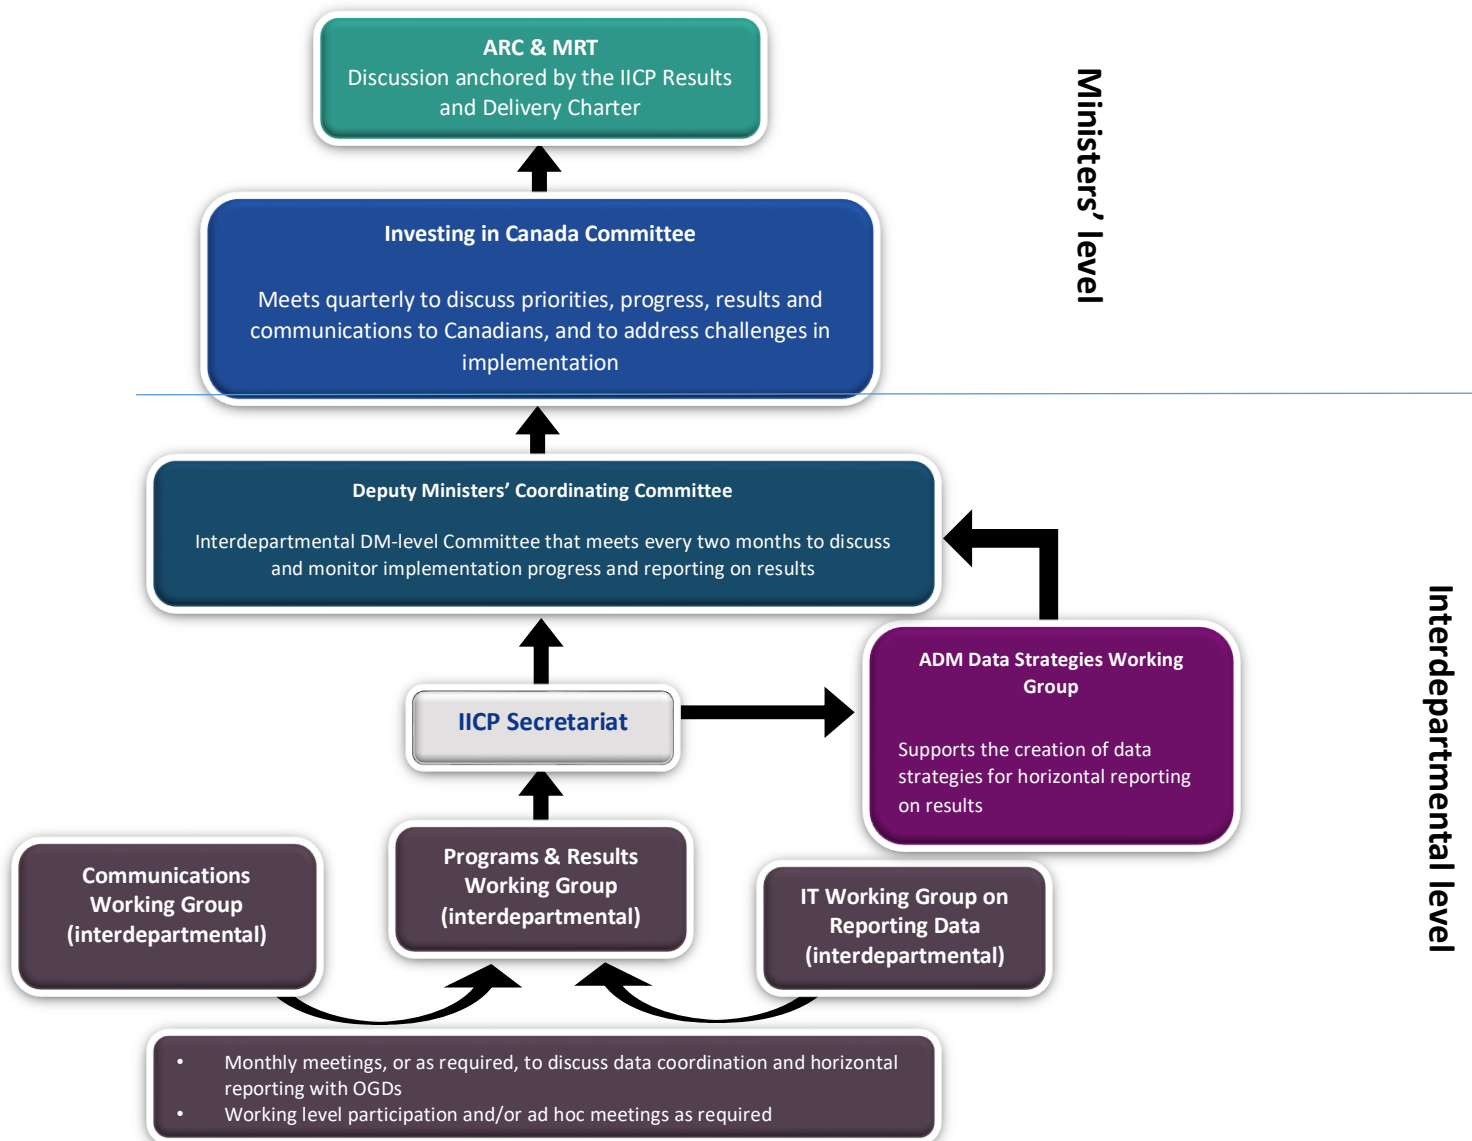 ARC & MRT
Discussion anchored by the IICP Results
and Delivery Charter
Ministers' level
Investing in Canada Committee
Meets quarterly to discuss priorities, progress, results and
communications to Canadians, and to address challenges in
implementation
Deputy Ministers' Coordinating Committee
Interdepartmental DM-level Committee that meets every two months to discuss
and monitor implementation progress and reporting on results
Interdepartmental level
ADM Data Strategies Working
Group
Supports the creation of data
strategies for horizontal reporting
on results
IICP Secretariat
Communications
Working Group
(interdepartmental)
Programs & Results
Working Group
(interdepartmental)
IT Working Group on
Reporting Data
(interdepartmental)
• Monthly meetings, or as required, to discuss data coordination and horizontal
reporting with OGDs
• Working level participation and/or ad hoc meetings as required